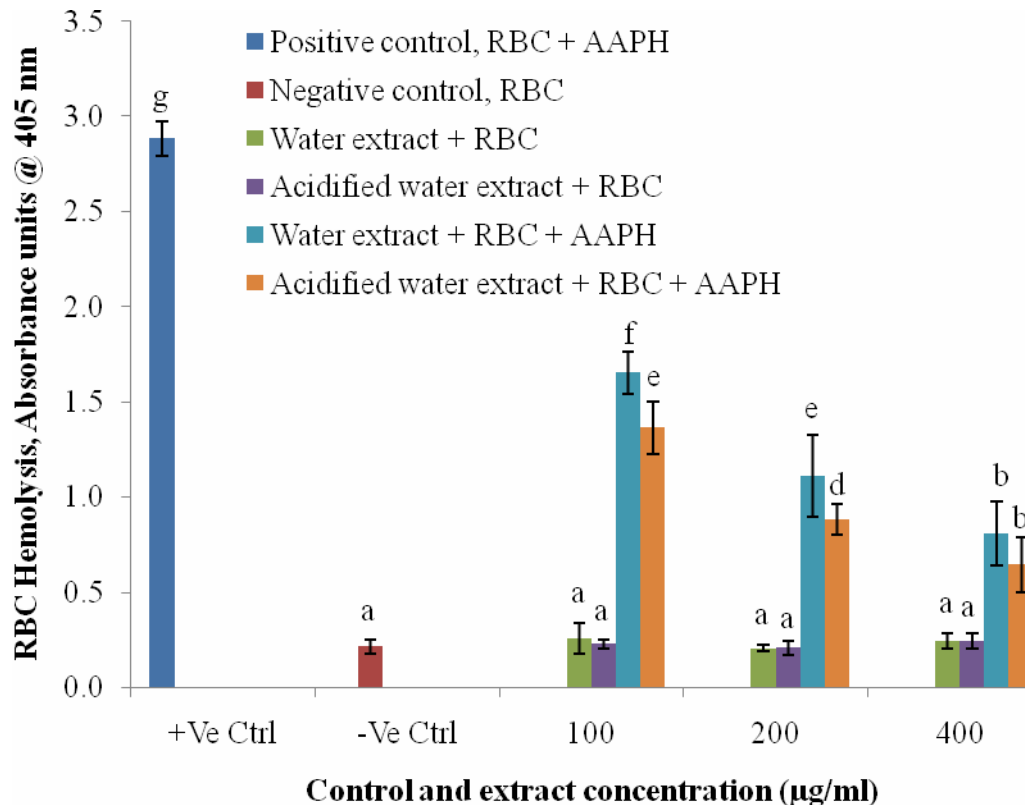 RBC Hemolysis, Absorbance units @ 405 nm
3.5
3.0
2.5
2.0
1.5
1.0
0.5
0.0
Positive control, RBC + AAPH
Negative control, RBC
Water extract + RBC
Acidified water extract + RBC
Water extract + RBC + AAPH
Acidified water extract + RBC + AAPH
g
a
a
a
f
e
a
a
e
d
a
a
b
b
+Ve Ctrl
-Ve Ctrl
100
200
400
Control and extract concentration (µg/ml)